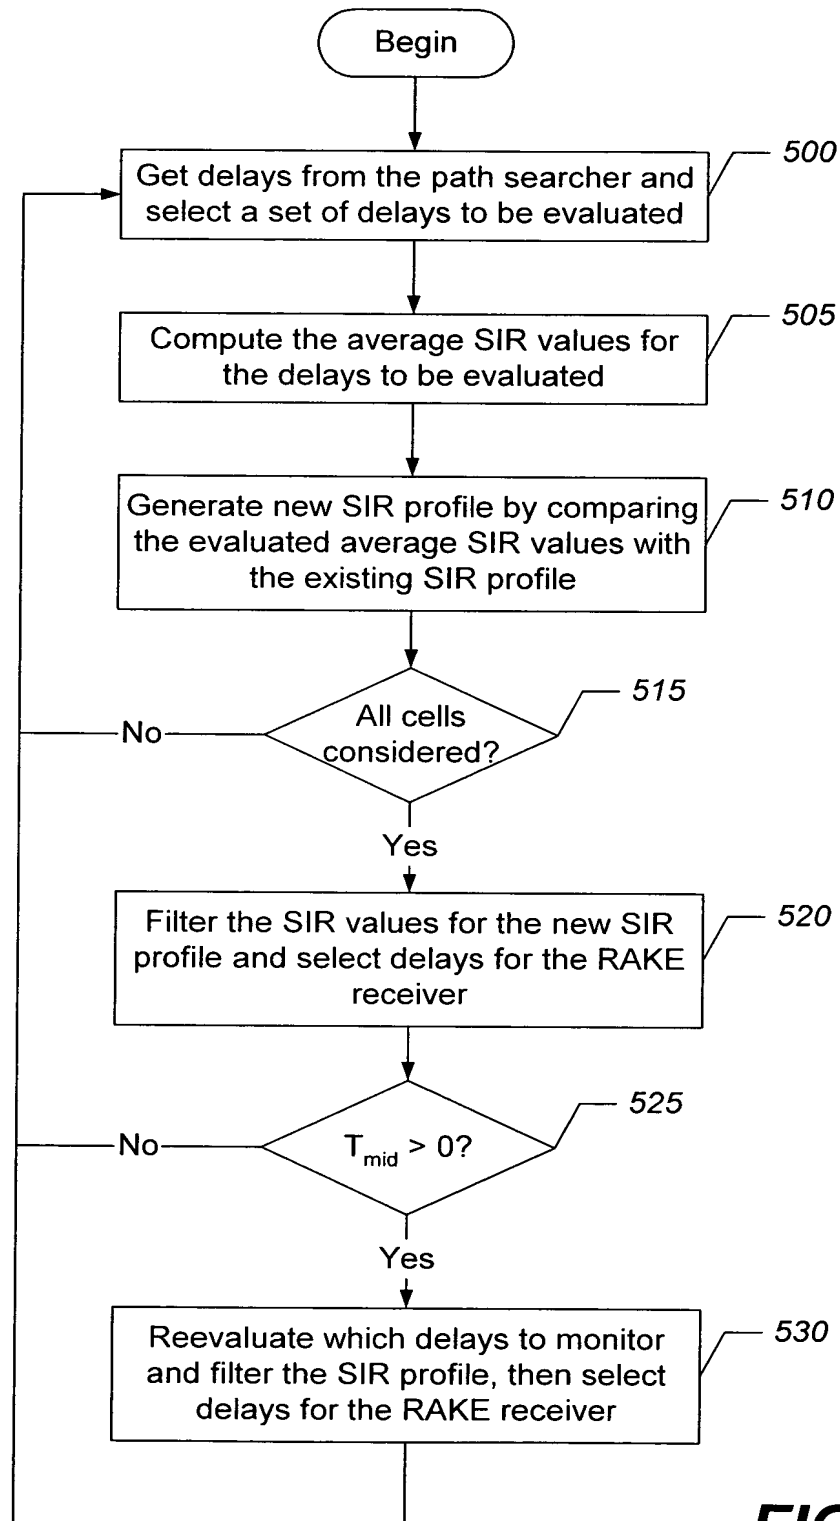 Begin
500
Get delays from the path searcher and
select a set of delays to be evaluated
505
Compute the average SIR values for
the delays to be evaluated
510
Generate new SIR profile by comparing
the evaluated average SIR values with
the existing SIR profile
515
All cells
considered?
No
Yes
520
Filter the SIR values for the new SIR
profile and select delays for the RAKE
receiver
525
Tmid > 0?
No
Yes
530
Reevaluate which delays to monitor
and filter the SIR profile, then select
delays for the RAKE receiver